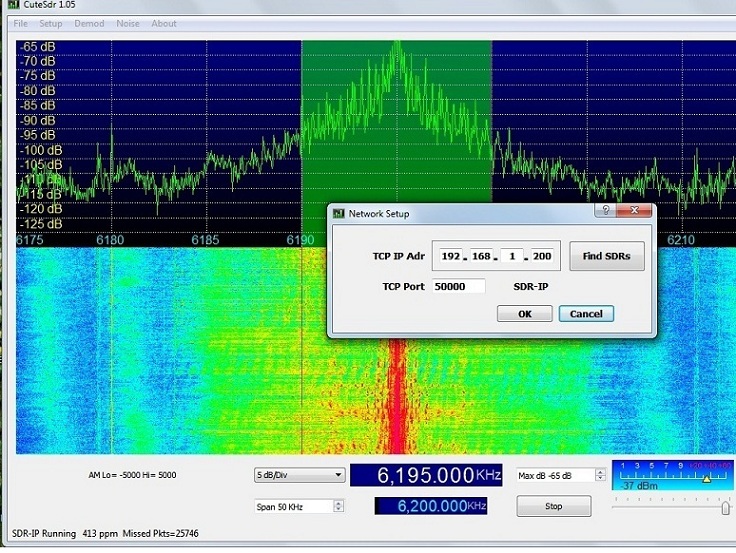 CuteSdr 1.05
File Setup Demod Noise About
-65 dB
-70 dB
-75 dB
-80 dB
-85 dB
-90 dB
-95 dB
-100 dB
-105 dB
-110 dB
-115 dB
-120 dB
-125 dB
6175 6180 6185 6190 6210
Network Setup
TCP IP Adr 192 . 168 . 1 . 200 Find SDRs
TCP Port 50000 SDR-IP
OK Cancel
AM Lo= -5000 Hi= 5000
5 dB/Div
6,195.000 KHz
Max dB -65 dB
1 3 5 7 9 +20 +40 +60
-37 dBm
Span 50 KHz
6,200.000 KHz
Stop
SDR-IP Running 413 ppm Missed Pkts=25746